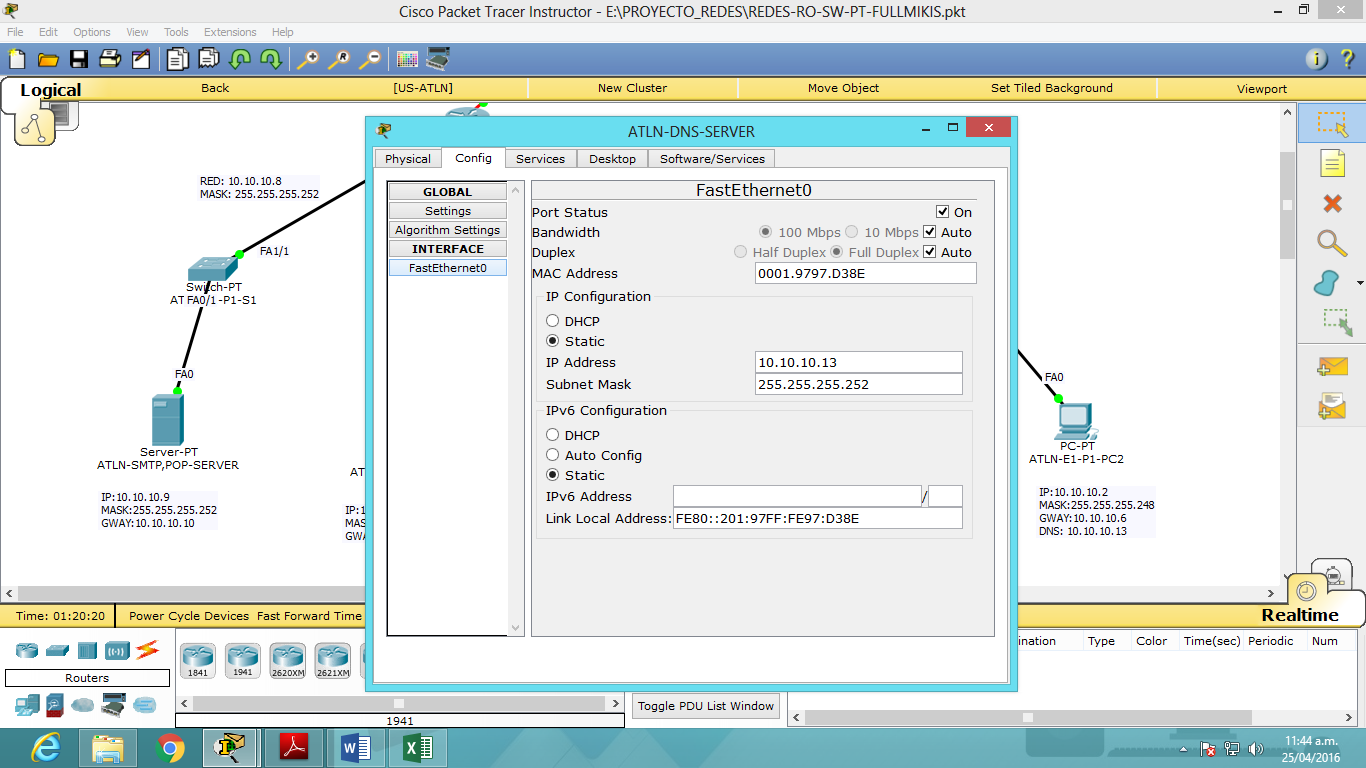 Cisco Packet Tracer Instructor - E:\PROYECTO_REDES\REDES-RO-SW-PT-FULLMIKIS.pkt
File Edit Options View Tools Extensions Help
Logical Back [US-ATLN] New Cluster Move Object Set Tiled Background Viewport
RED: 10.10.10.8
MASK: 255.255.255.252
FA1/1
Switch-PT
AT FA0/1-P1-S1
FA0
Server-PT
ATLN-SMTP,POP-SERVER
IP:10.10.10.9
MASK:255.255.255.252
GWAY:10.10.10.10
AT
IP:1
MAS
GWA
ATLN-DNS-SERVER
Physical Config Services Desktop Software/Services
GLOBAL
Settings
Algorithm Settings
INTERFACE
FastEthernet0
FastEthernet0
Port Status On
Bandwidth 100 Mbps 10 Mbps Auto
Duplex Half Duplex Full Duplex Auto
MAC Address 0001.9797.D38E
IP Configuration
DHCP
Static
IP Address 10.10.10.13
Subnet Mask 255.255.255.252
IPv6 Configuration
DHCP
Auto Config
Static
IPv6 Address /
Link Local Address: FE80::201:97FF:FE97:D38E
FA0
PC-PT
ATLN-E1-P1-PC2
IP:10.10.10.2
MASK:255.255.255.248
GWAY:10.10.10.6
DNS: 10.10.10.13
Time: 01:20:20 Power Cycle Devices Fast Forward Time
Realtime
Routers
1841 1941 2620XM 2621XM
1941
Toggle PDU List Window
ination Type Color Time(sec) Periodic Num
11:44 a.m.
25/04/2016